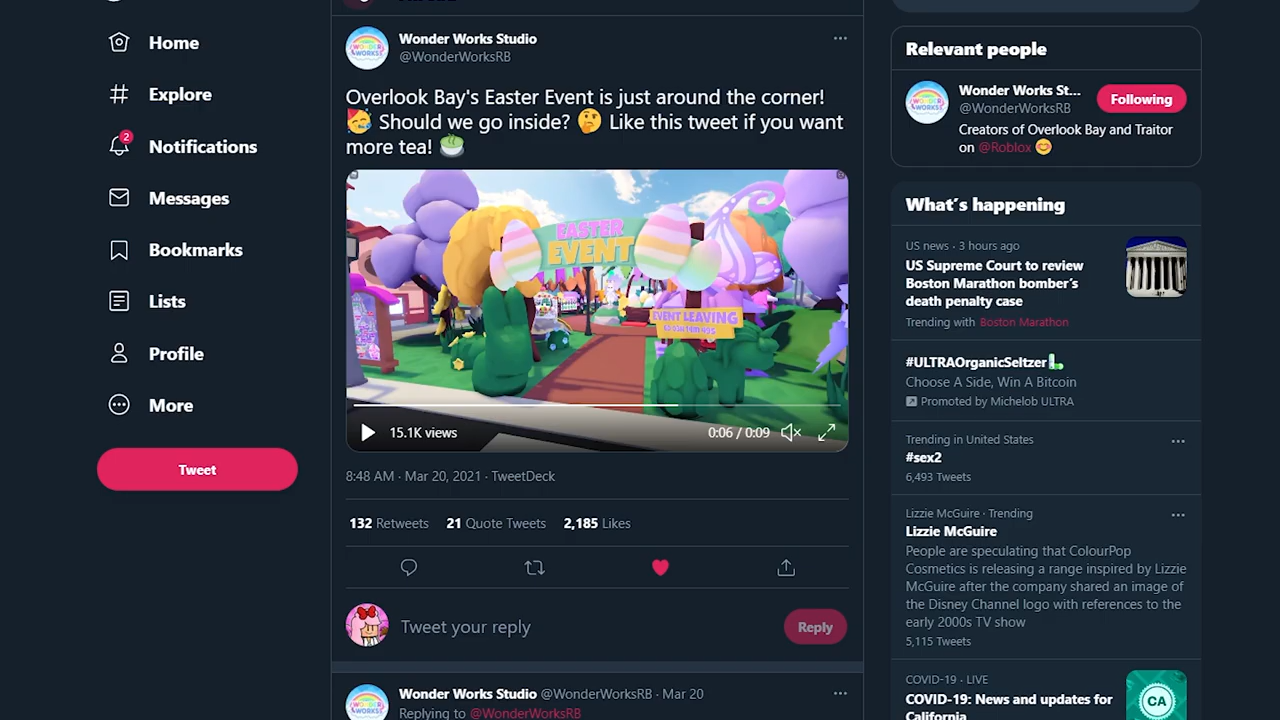 Home
Explore
2
Notifications
Messages
Bookmarks
Lists
Profile
More
Tweet
Wonder Works Studio
@WonderWorksRB
Overlook Bay's Easter Event is just around the corner!
🥳 Should we go inside? 🤔 Like this tweet if you want
more tea! 🍵
EASTER
EVENT
EVENT LEAVING
15.1K views
0:06 / 0:09
8:48 AM · Mar 20, 2021 · TweetDeck
132 Retweets 21 Quote Tweets 2,185 Likes
Tweet your reply
Reply
Wonder Works Studio @WonderWorksRB · Mar 20
Replying to @WonderWorksRB
Relevant people
Wonder Works St...
@WonderWorksRB
Following
Creators of Overlook Bay and Traitor
on @Roblox 😊
What's happening
US news · 3 hours ago
US Supreme Court to review
Boston Marathon bomber's
death penalty case
Trending with Boston Marathon
#ULTRAOrganicSeltzer
Choose A Side, Win A Bitcoin
Promoted by Michelob ULTRA
Trending in United States
#sex2
6,493 Tweets
Lizzie McGuire · Trending
Lizzie McGuire
People are speculating that ColourPop
Cosmetics is releasing a range inspired by Lizzie
McGuire after the company shared an image of
the Disney Channel logo with references to the
early 2000s TV show
5,115 Tweets
COVID-19 · LIVE
COVID-19: News and updates for
California
CA